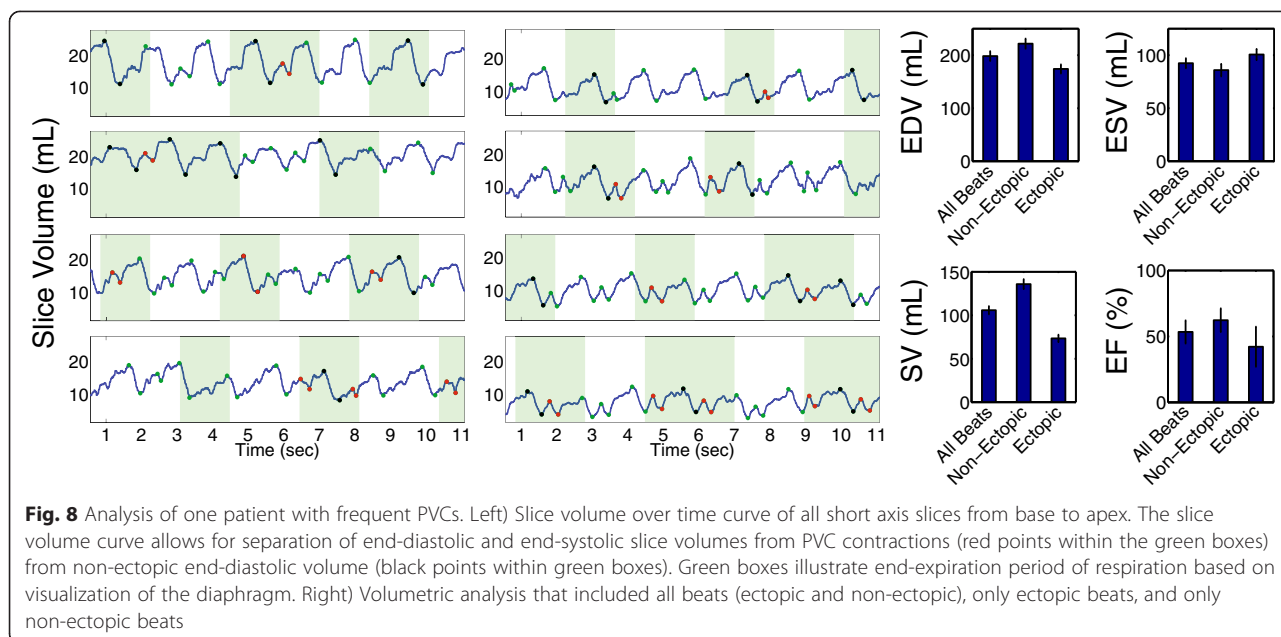 Slice Volume (mL)
20
10
20
10
20
10
20
10
1 2 3 4 5 6 7 8 9 10 11
Time (sec)
20
10
20
10
20
10
20
10
1 2 3 4 5 6 7 8 9 10 11
Time (sec)
EDV (mL)
200
100
0
All Beats
Non-Ectopic
Ectopic
ESV (mL)
100
50
0
All Beats
Non-Ectopic
Ectopic
SV (mL)
150
100
50
0
All Beats
Non-Ectopic
Ectopic
EF (%)
100
50
0
All Beats
Non-Ectopic
Ectopic
Fig. 8 Analysis of one patient with frequent PVCs. Left) Slice volume over time curve of all short axis slices from base to apex. The slice
volume curve allows for separation of end-diastolic and end-systolic slice volumes from PVC contractions (red points within the green boxes)
from non-ectopic end-diastolic volume (black points within green boxes). Green boxes illustrate end-expiration period of respiration based on
visualization of the diaphragm. Right) Volumetric analysis that included all beats (ectopic and non-ectopic), only ectopic beats, and only
non-ectopic beats